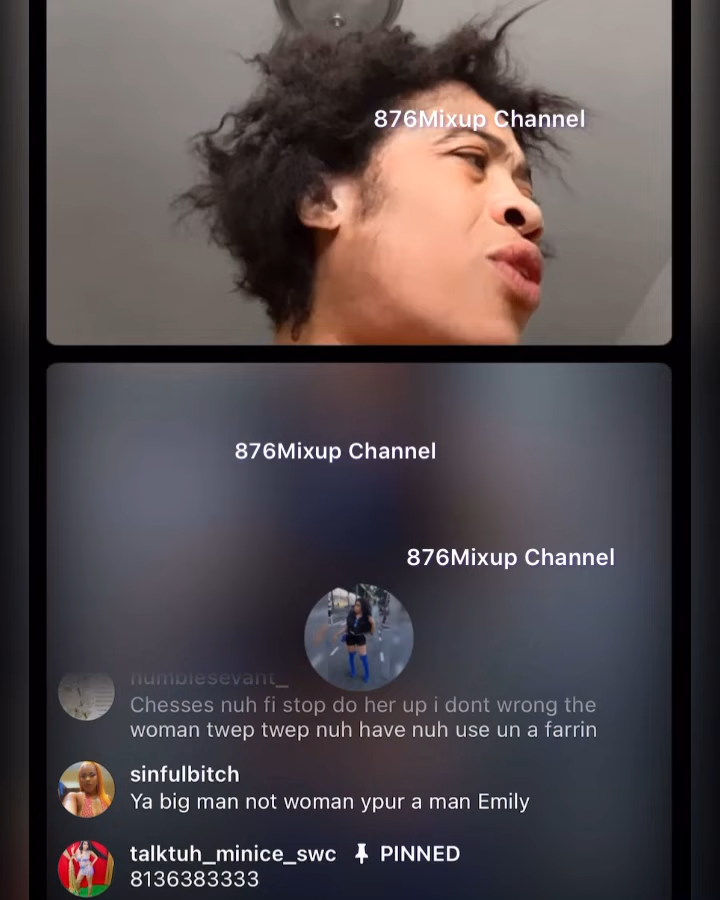 876Mixup Channel
876Mixup Channel
876Mixup Channel
humblesevant_
Chesses nuh fi stop do her up i dont wrong the
woman twep twep nuh have nuh use un a farrin
sinfulbitch
Ya big man not woman ypur a man Emily
talktuh_minice_swc PINNED
8136383333